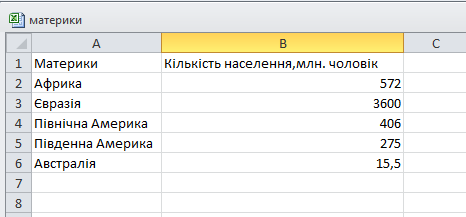 материки
A B C
1 Материки Кількість населення,млн. чоловік
2 Африка 572
3 Євразія 3600
4 Північна Америка 406
5 Південна Америка 275
6 Австралія 15,5
7
8